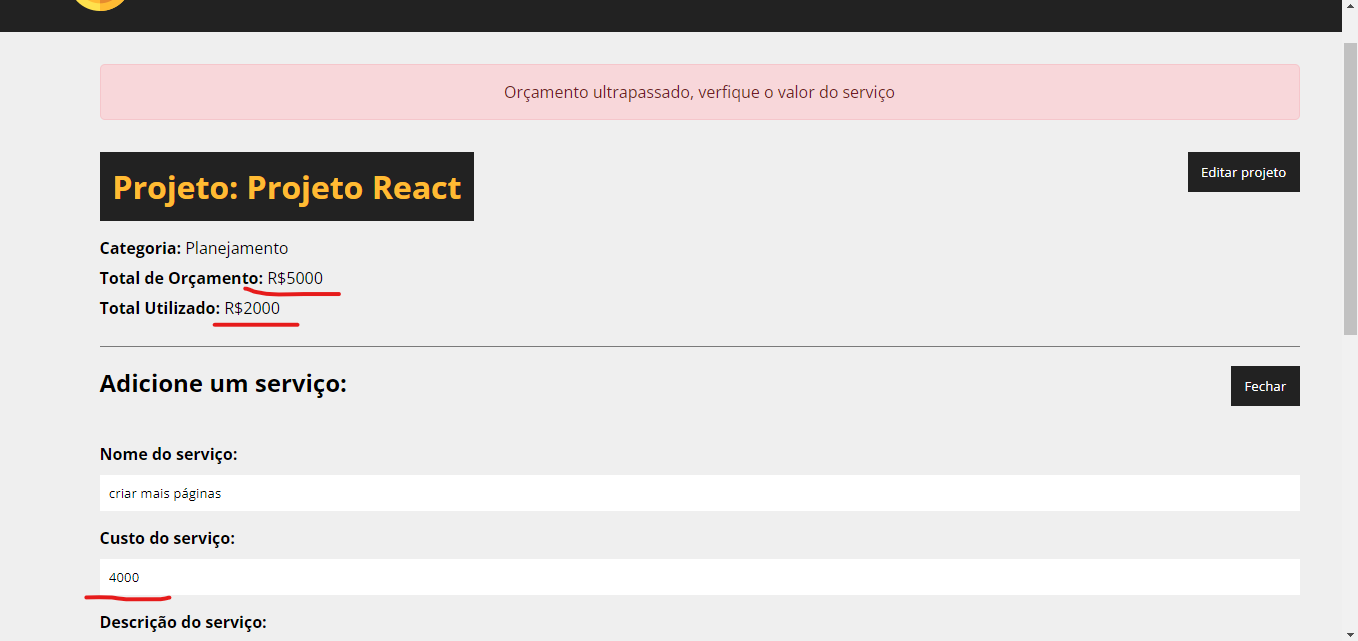 Orçamento ultrapassado, verfique o valor do serviço
Projeto: Projeto React
Editar projeto
Categoria: Planejamento
Total de Orçamento: R$5000
Total Utilizado: R$2000
Adicione um serviço:
Fechar
Nome do serviço:
criar mais páginas
Custo do serviço:
4000
Descrição do serviço: